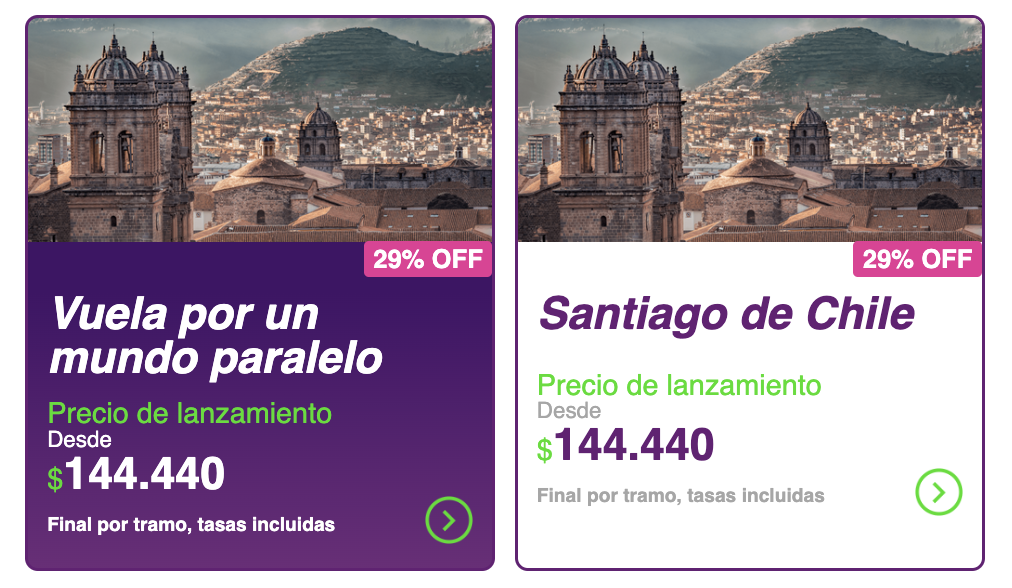 29% OFF
Vuela por un
mundo paralelo
Precio de lanzamiento
Desde
$144.440
Final por tramo, tasas incluidas
29% OFF
Santiago de Chile
Precio de lanzamiento
Desde
$144.440
Final por tramo, tasas incluidas